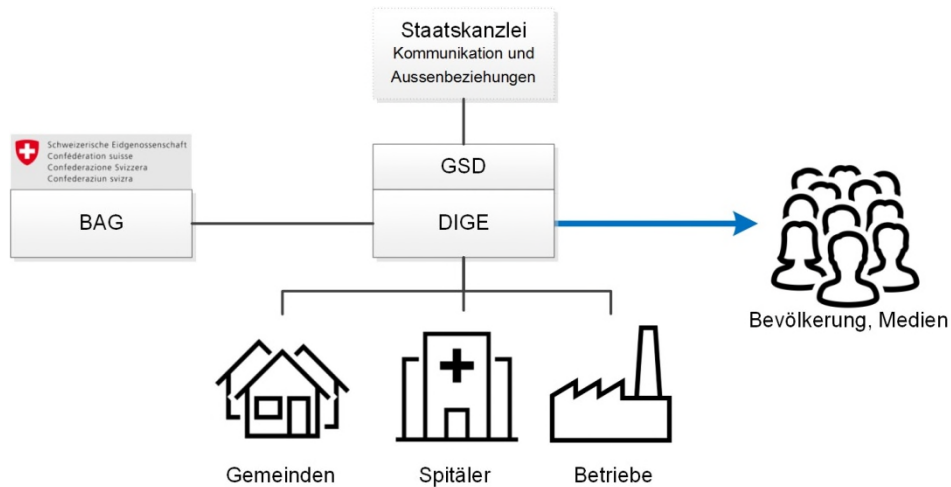 Staatskanzlei
Kommunikation und
Aussenbeziehungen
Schweizerische Eidgenossenschaft
Confédération suisse
Confederazione Svizzera
Confederaziun svizra
GSD
BAG
DIGE
Bevölkerung, Medien
Gemeinden
Spitäler
Betriebe